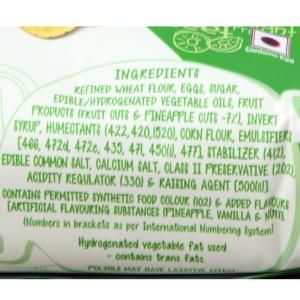 Contains Egg
INGREDIENTS
REFINED WHEAT FLOUR, EGGS, SUGAR,
EDIBLE/HYDROGENATED VEGETABLE OILS, FRUIT
PRODUCTS (FRUIT CUTS & PINEAPPLE CUTS -7%), INVERT
SYRUP, HUMECTANTS (422, 420, 1520), CORN FLOUR, EMULSIFIERS
472d, 472e, 435, 471, 450(i), 477], STABILIZER (412),
EDIBLE COMMON SALT, CALCIUM SALT, CLASS II PRESERVATIVE (202),
ACIDITY REGULATOR (330) & RAISING AGENT [500(ii)].
CONTAINS PERMITTED SYNTHETIC FOOD COLOUR (102) & ADDED FLAVOURS
[ARTIFICIAL FLAVOURING SUBSTANCES (PINEAPPLE, VANILLA &
(Numbers in brackets as per International Numbering System)
Hydrogenated vegetable fat used
- contains trans fats.
POLYOLS MAY HAVE LAXATIVE EFFECT